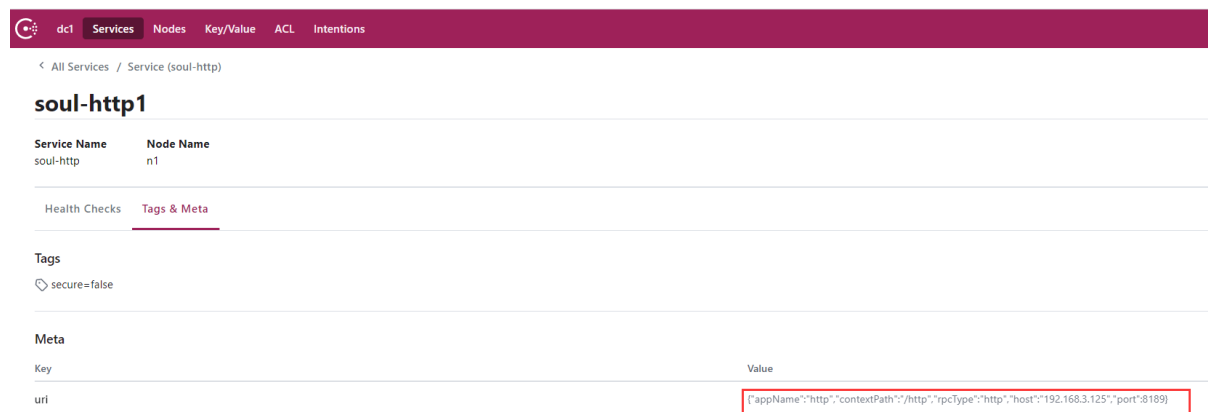 dc1 Services Nodes Key/Value ACL Intentions
All Services / Service (soul-http)
soul-http1
Service Name Node Name
soul-http n1
Health Checks Tags & Meta
Tags
secure=false
Meta
Key Value
uri {"appName":"http","contextPath":"/http","rpcType":"http","host":"192.168.3.125","port":8189}